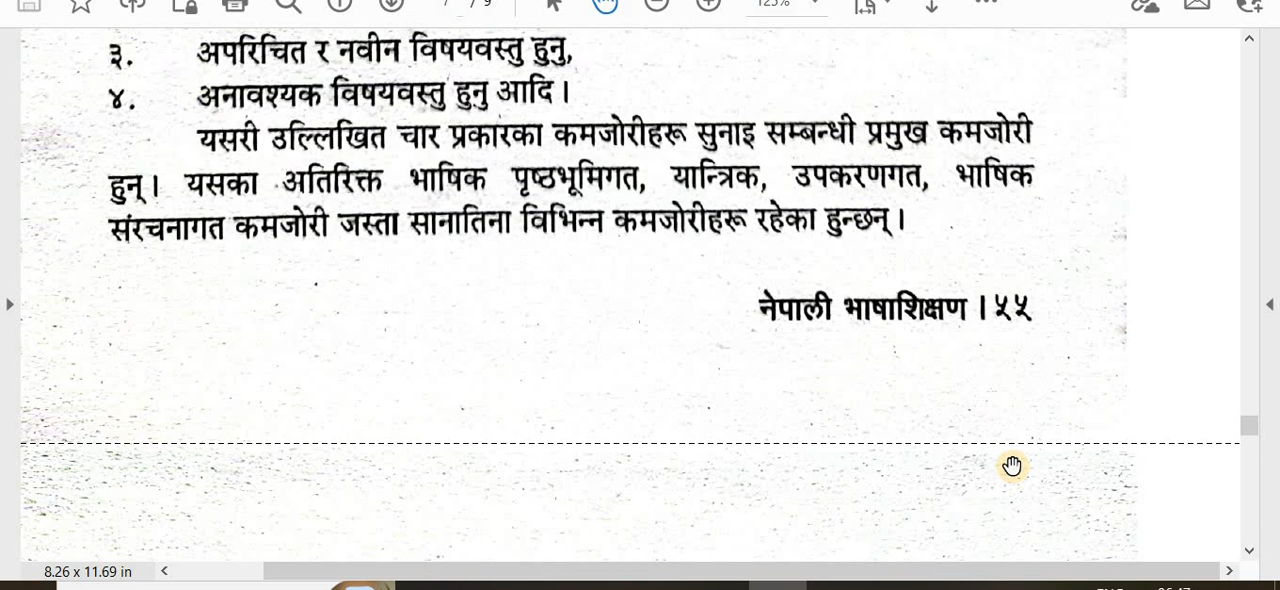 ३. अपरिचित र नवीन विषयवस्तु हुनु,
४. अनावश्यक विषयवस्तु हुनु आदि ।
यसरी उल्लिखित चार प्रकारका कमजोरीहरू सुनाइ सम्बन्धी प्रमुख कमजोरी
हुन् । यसका अतिरिक्त भाषिक पृष्ठभूमिगत, यान्त्रिक, उपकरणगत, भाषिक
संरचनागत कमजोरी जस्ता सानातिना विभिन्न कमजोरीहरू रहेका हुन्छन् ।
नेपाली भाषाशिक्षण । ५५
8.26 x 11.69 in